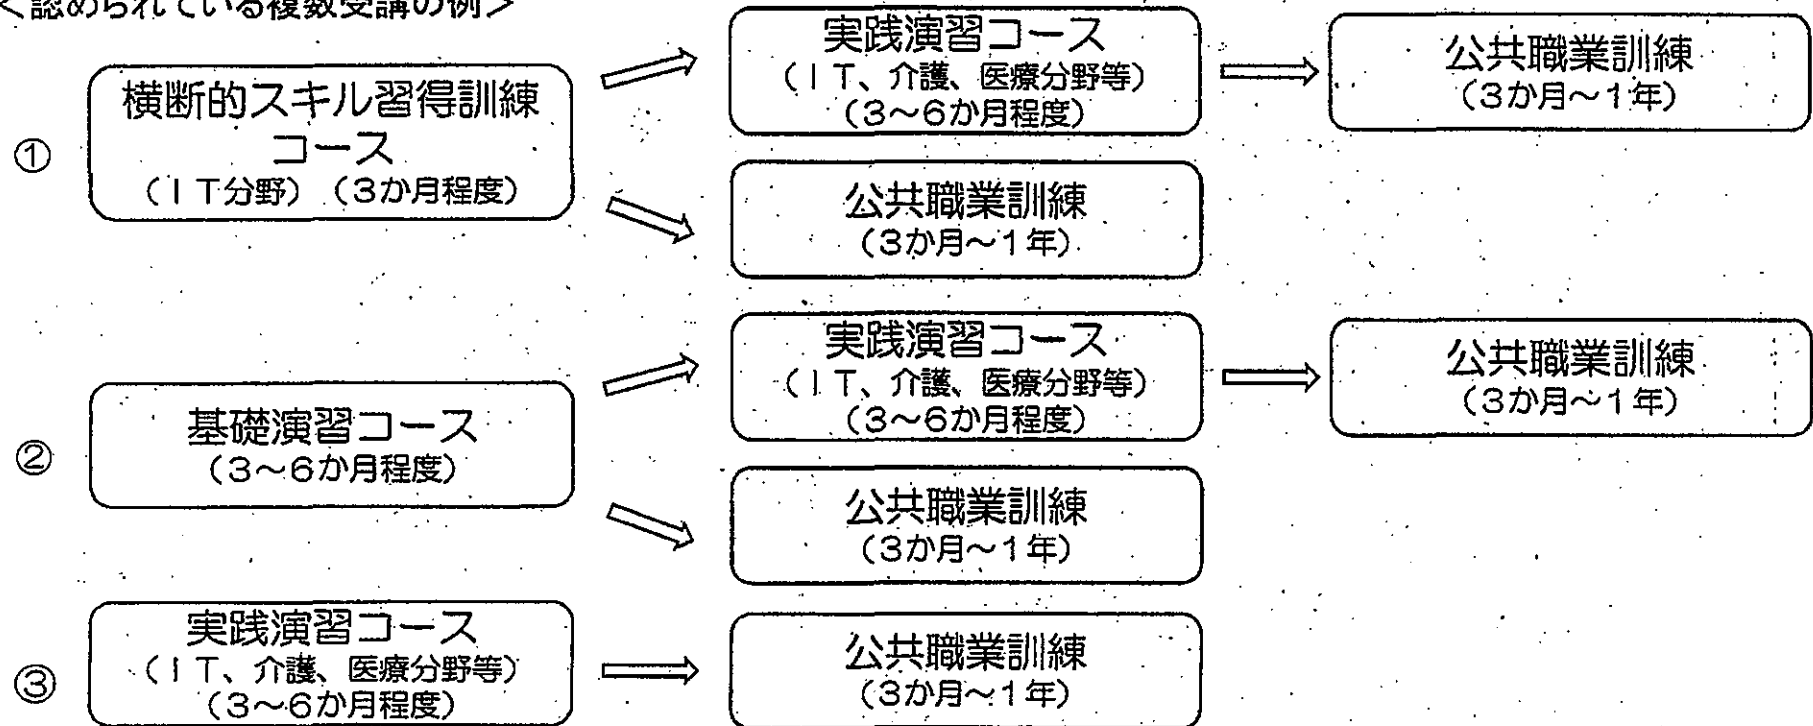 <認められている複数受講の例>
①
横断的スキル習得訓練
コース
(IT分野)(3か月程度)
実践演習コース
(IT、介護、医療分野等)
(3~6か月程度)
公共職業訓練
(3か月~1年)
公共職業訓練
(3か月~1年)
②
基礎演習コース
(3~6か月程度)
実践演習コース
(IT、介護、医療分野等)
(3~6か月程度)
公共職業訓練
(3か月~1年)
公共職業訓練
(3か月~1年)
③
実践演習コース
(IT、介護、医療分野等)
(3~6か月程度)
公共職業訓練
(3か月~1年)